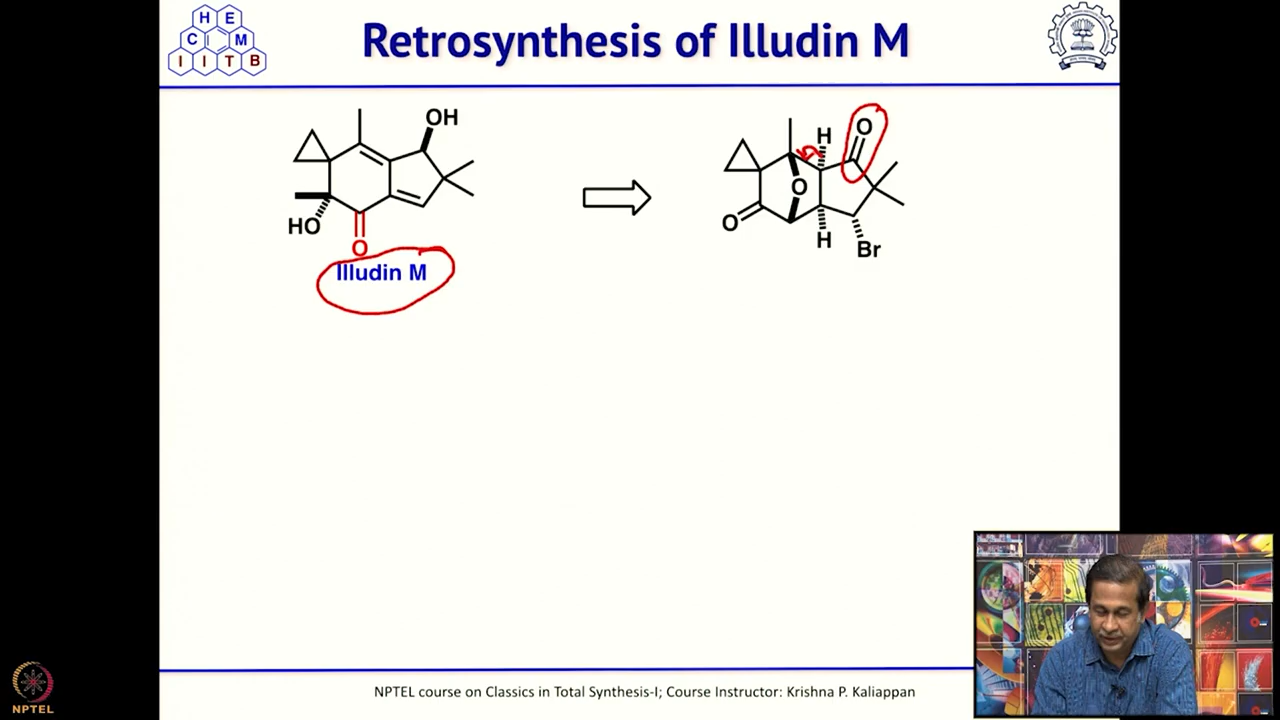 H E
C M
I I T B
Retrosynthesis of Illudin M
OH
HO
O
Illudin M
H
O
O
O
H
Br
NPTEL course on Classics in Total Synthesis-I; Course Instructor: Krishna P. Kaliappan
NPTEL